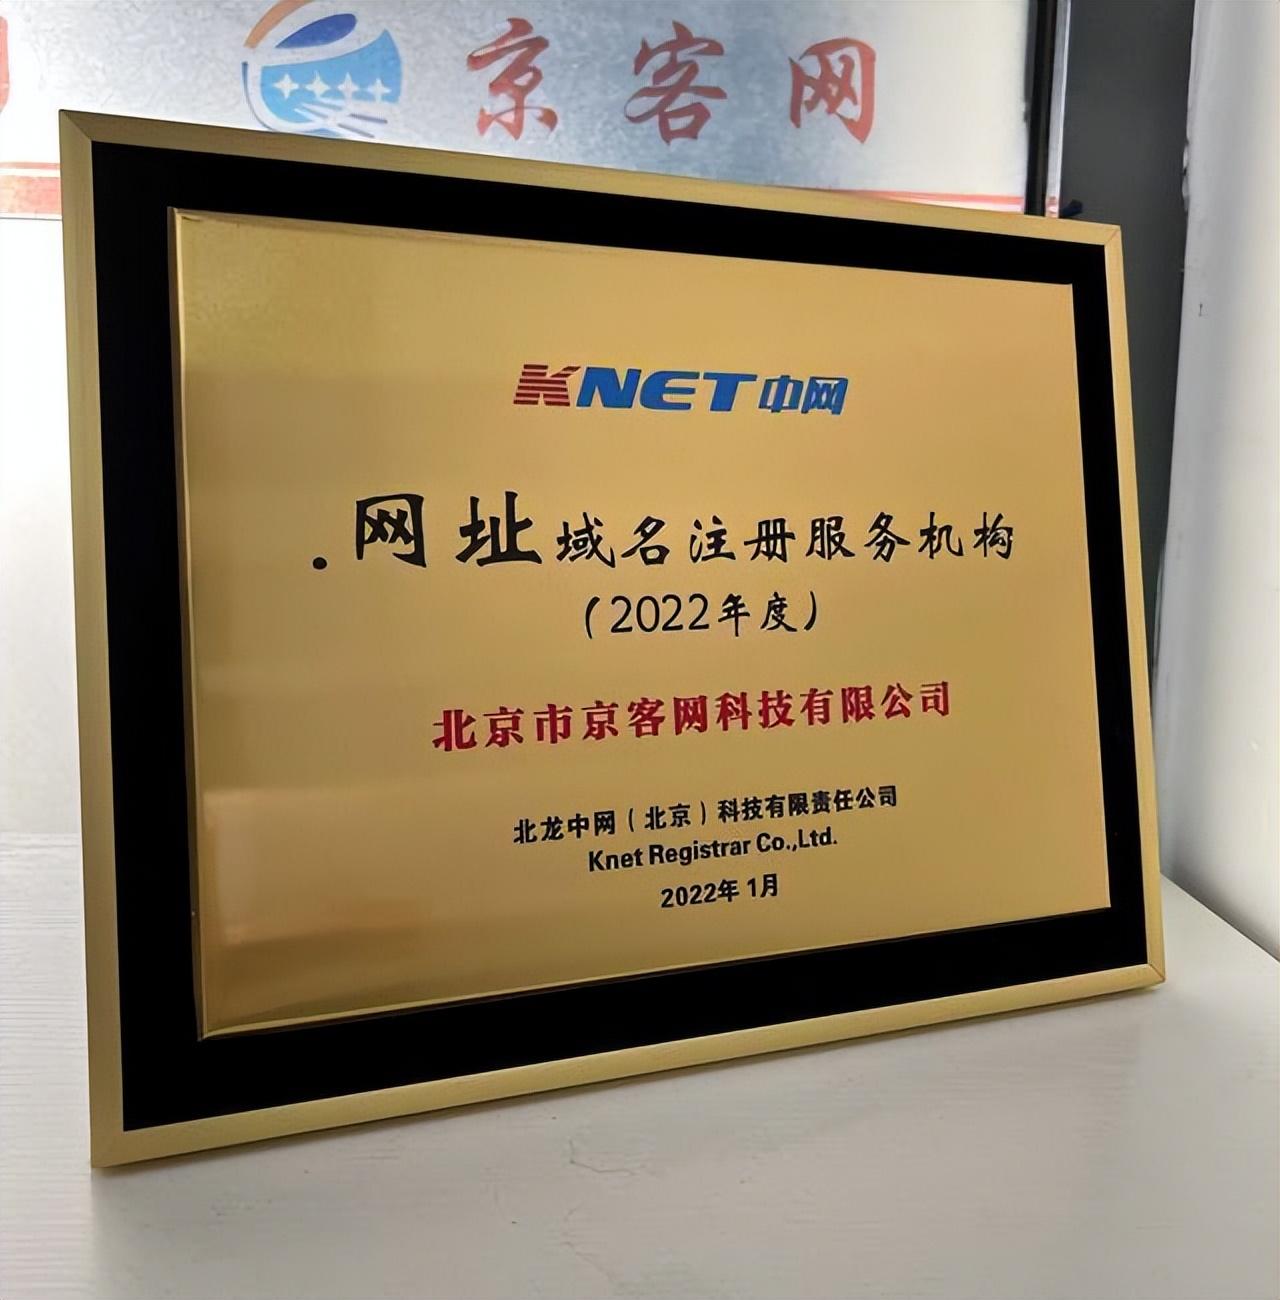 京客网
KNET中网
.网址域名注册服务机构
(2022年度)
北京市京客网科技有限公司
北龙中网(北京)科技有限责任公司
Knet Registrar Co.,Ltd.
2022年1月